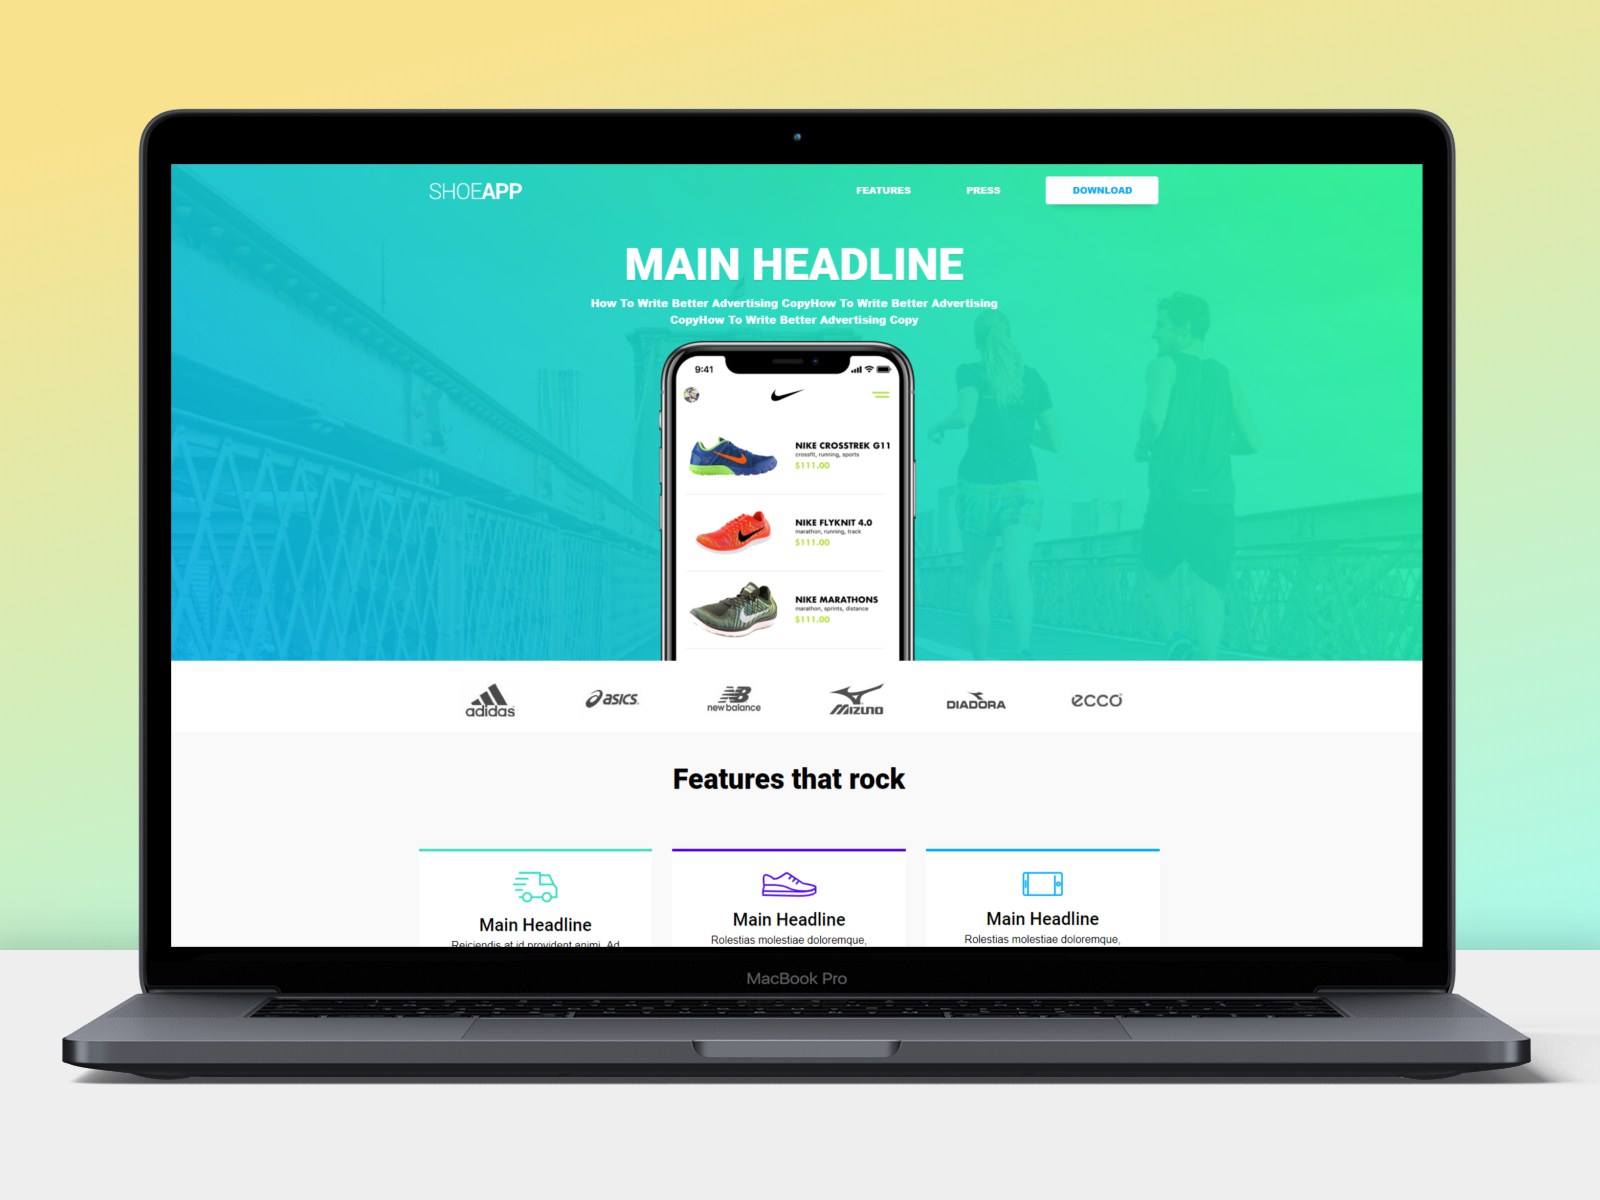 SHOEAPP
FEATURES
PRESS
DOWNLOAD
MAIN HEADLINE
How To Write Better Advertising CopyHow To Write Better Advertising
CopyHow To Write Better Advertising Copy
9:41
NIKE CROSSTREK G11
crossfit, running, sports
$111.00
NIKE FLYKNIT 4.0
marathon, running, track
$111.00
NIKE MARATHONS
marathon, sprints, distance
$111.00
adidas
asics
new balance
MIZUNO
DIADORA
ecco
Features that rock
Main Headline
Reiciendis at id provident animi. Ad
Main Headline
Rolestias molestiae doloremque,
Main Headline
Rolestias molestiae doloremque,
MacBook Pro